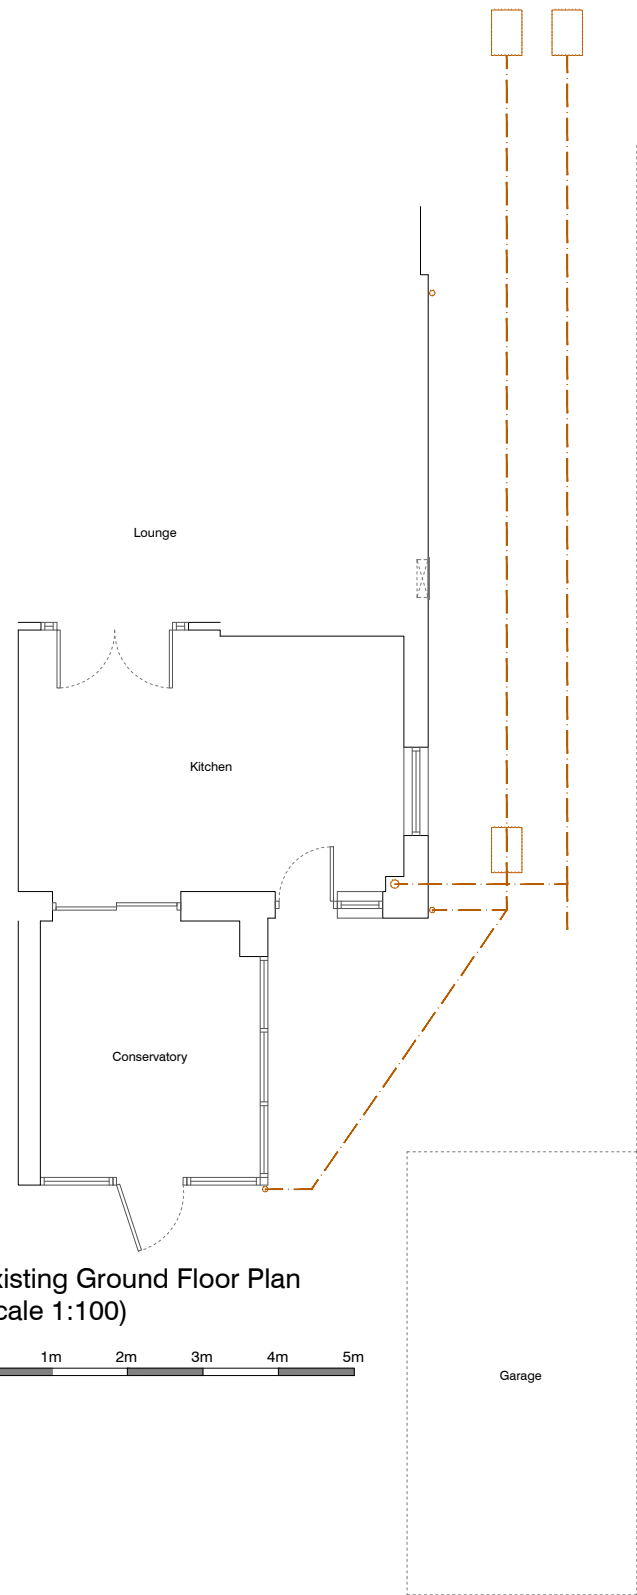 Lounge
Kitchen
Conservatory
xisting Ground Floor Plan
cale 1:100)
1m 2m 3m 4m 5m
Garage